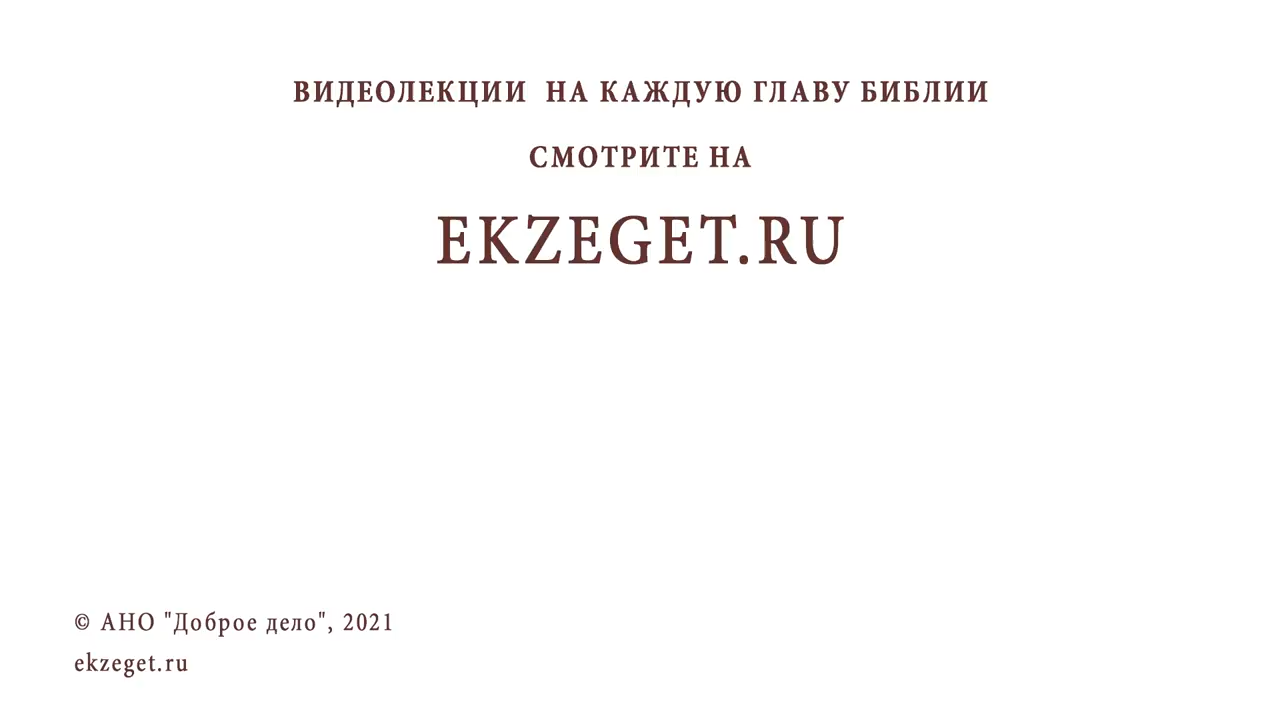 ВИДЕОЛЕКЦИИ НА КАЖДУЮ ГЛАВУ БИБЛИИ
СМОТРИТЕ НА
EKZEGET.RU
© АНО "Доброе дело", 2021
ekzeget.ru